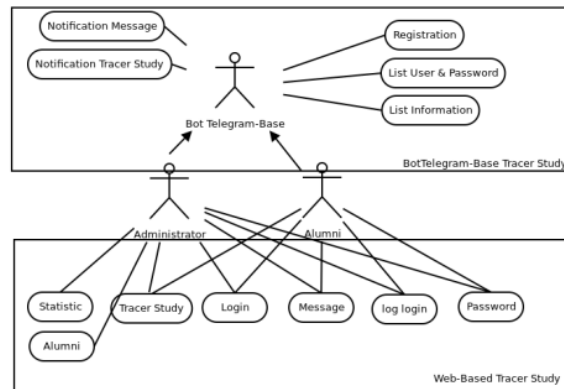 Notification Message
Registration
Notification Tracer Study
List User & Password
List Information
Bot Telegram-Base
BotTelegram-Base Tracer Study
Administrator
Alumni
Statistic
Tracer Study
Login
Message
log login
Password
Alumni
Web-Based Tracer Study